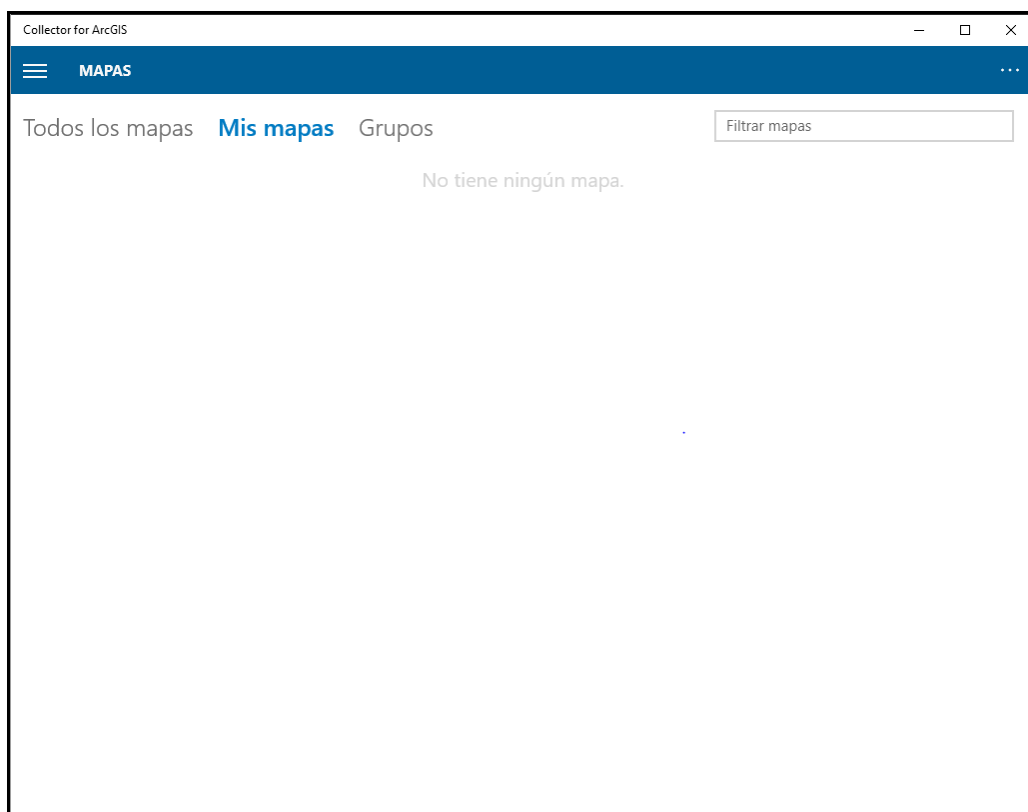 Collector for ArcGIS
MAPAS
Todos los mapas Mis mapas Grupos Filtrar mapas
No tiene ningún mapa.